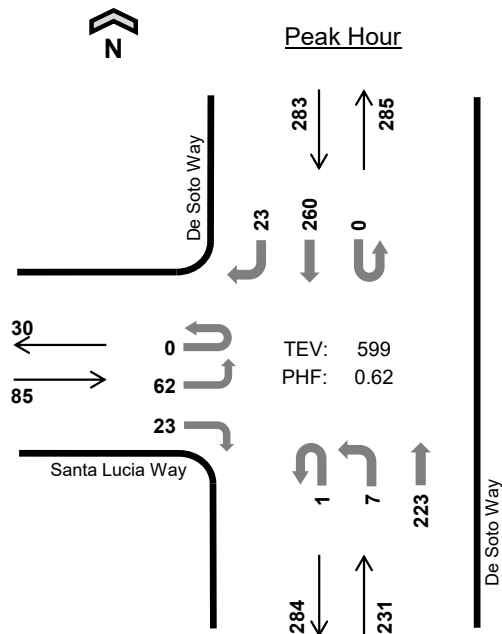 N
Peak Hour
283
285
De Soto Way
23
260
0
30
0
TEV: 599
62
PHF: 0.62
85
23
Santa Lucia Way
1
7
223
De Soto Way
284
231